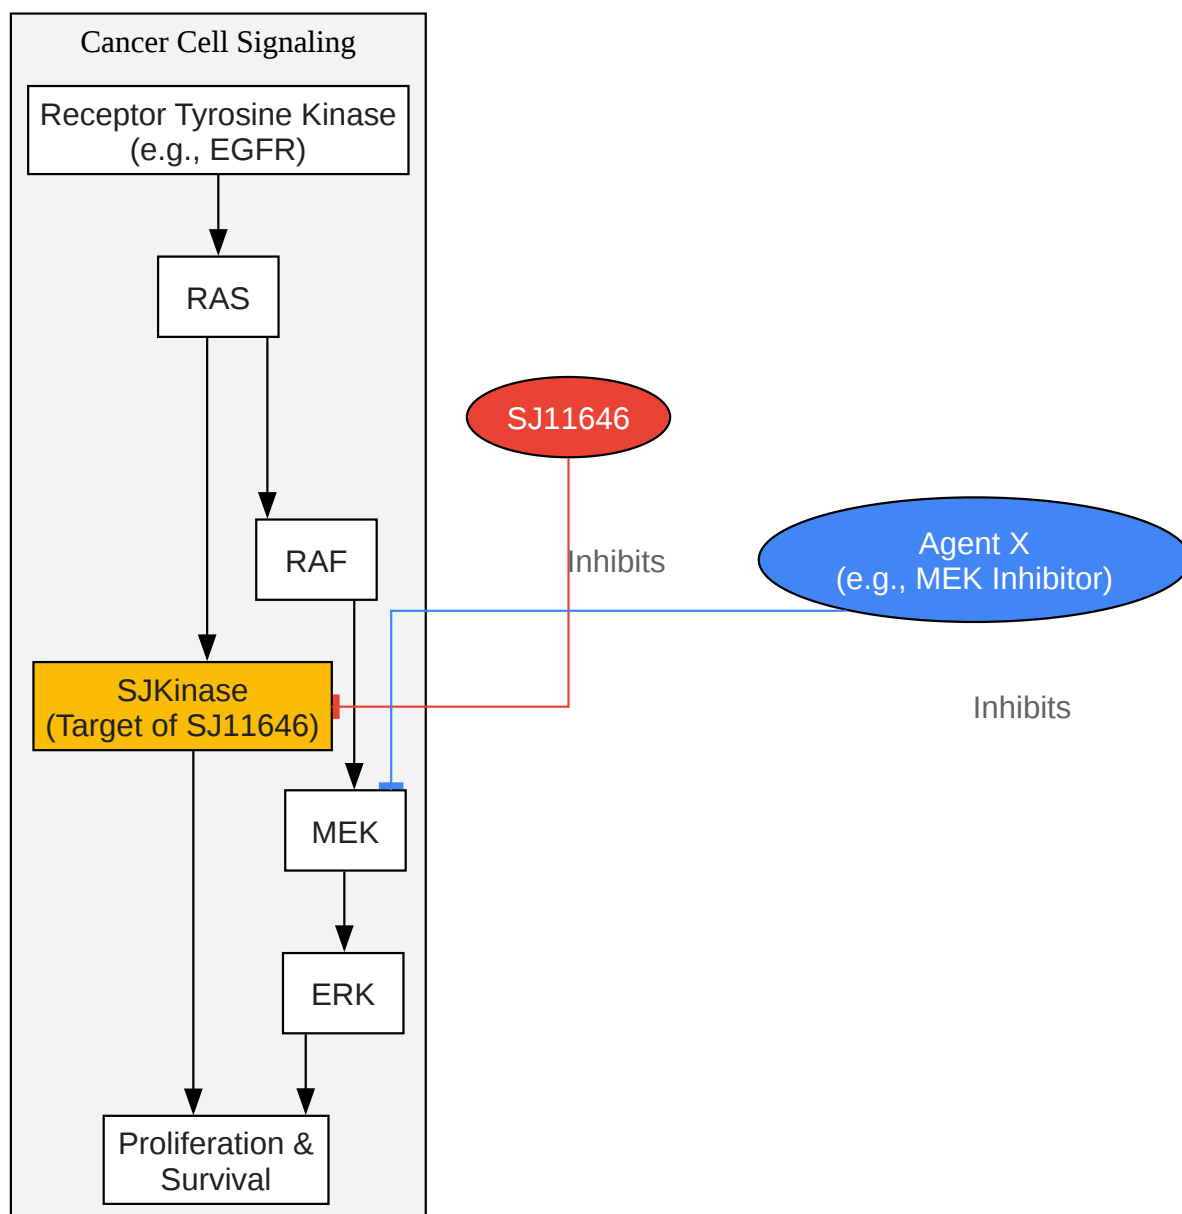 Cancer Cell Signaling
Receptor Tyrosine Kinase
(e.g., EGFR)
RAS
SJ11646
RAF
Inhibits
Agent X
(e.g., MEK Inhibitor)
SJKinase
(Target of SJ11646)
Inhibits
MEK
ERK
Proliferation &
Survival